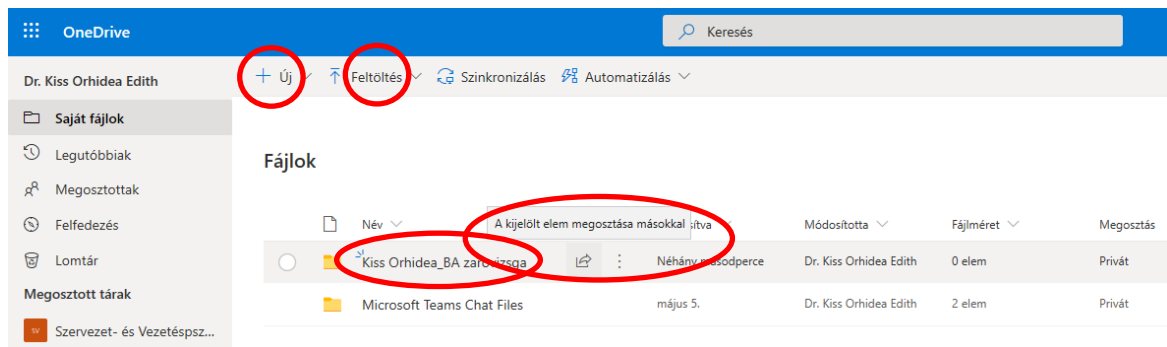 OneDrive
Keresés
Dr. Kiss Orhidea Edith
Új
Feltöltés
Szinkronizálás
Automatizálás
Saját fájlok
Legutóbbiak
Megosztottak
Felfedezés
Lomtár
Megosztott tárak
SV Szervezet- és Vezetéspsz...
Fájlok
Név
A kijelölt elem megosztása másokkal
Módosította
Fájlméret
Megosztás
Kiss Orhidea_BA zarovizsga
Néhány másodperce
Dr. Kiss Orhidea Edith
0 elem
Privát
Microsoft Teams Chat Files
május 5.
Dr. Kiss Orhidea Edith
2 elem
Privát